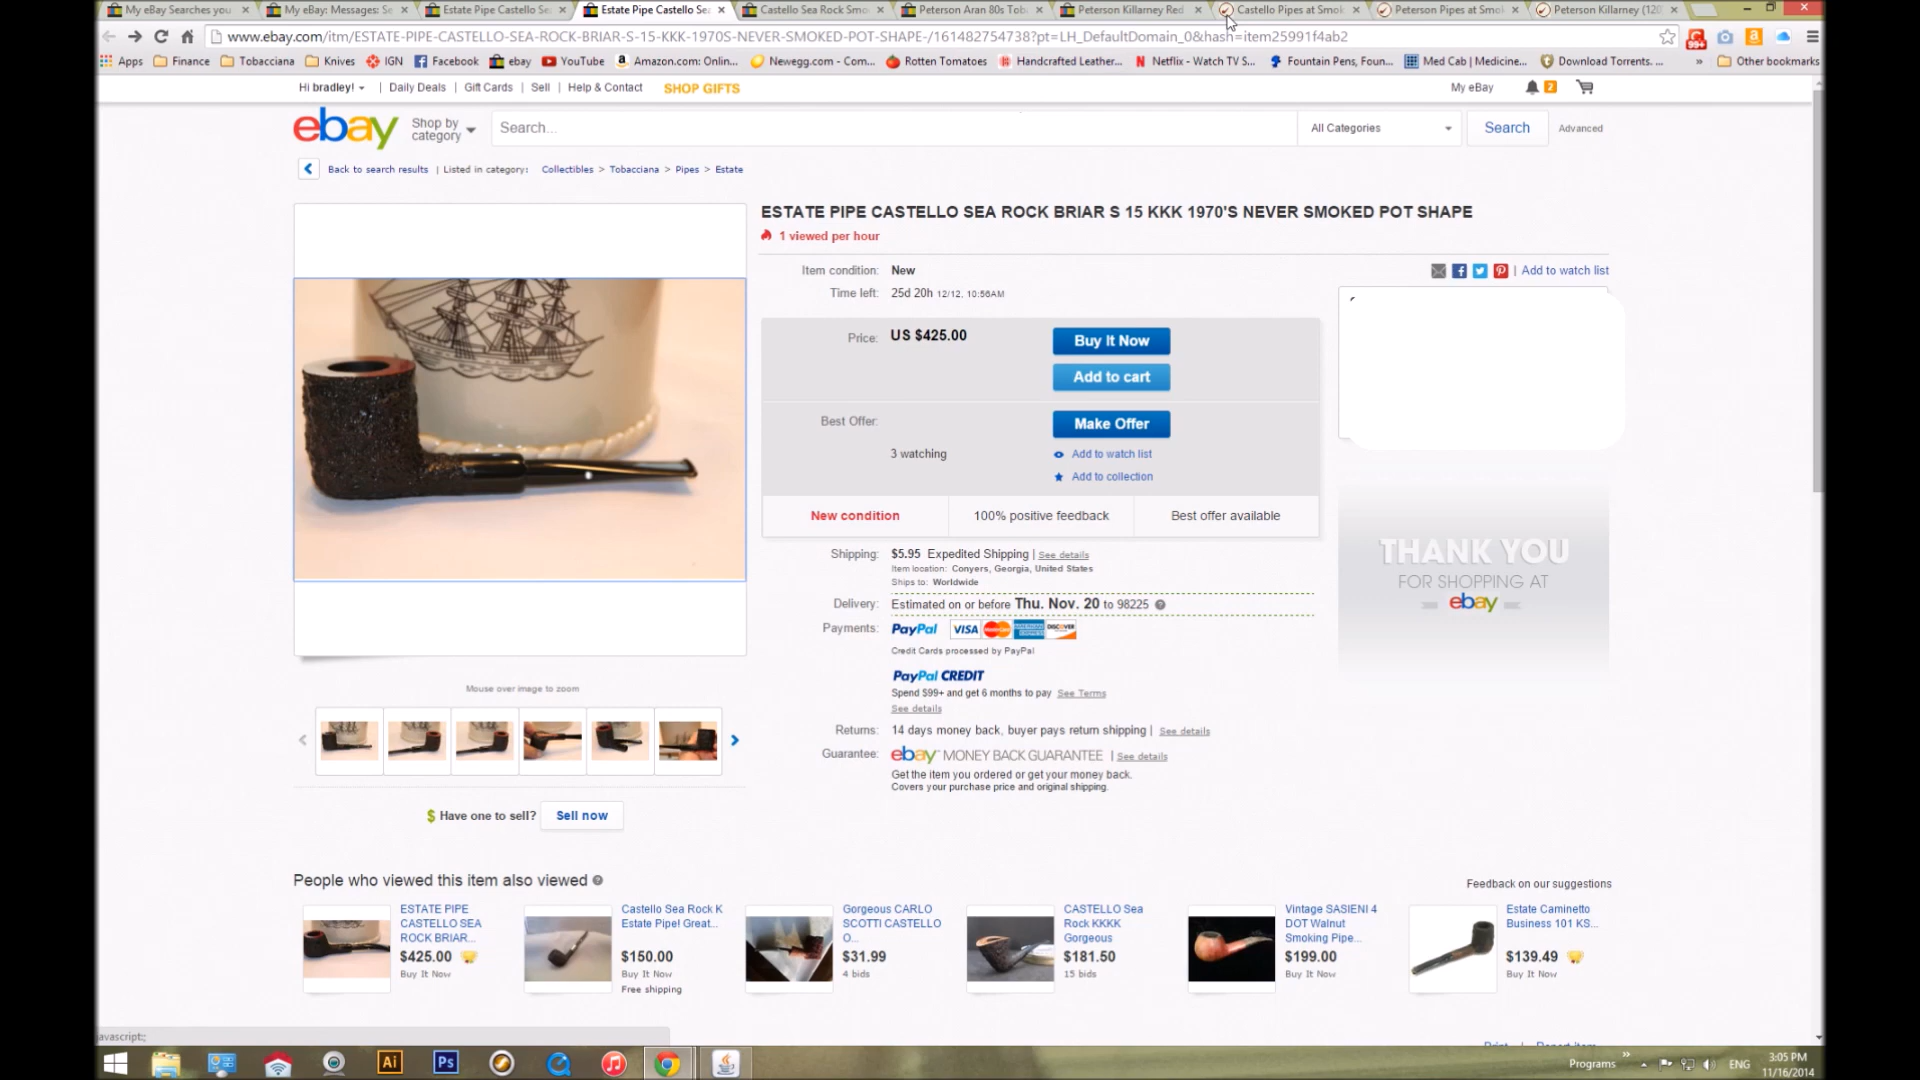 My eBay Searches you
My eBay: Messages: Se
Estate Pipe Castello Se
Estate Pipe Castello Sea
Castello Sea Rock Smo
Peterson Aran 80s Tob
Peterson Killarney Red
Castello Pipes at Smok
Peterson Pipes at Smok
Peterson Killarney (120
www.ebay.com/itm/ESTATE-PIPE-CASTELLO-SEA-ROCK-BRIAR-S-15-KKK-1970S-NEVER-SMOKED-POT-SHAPE-/161482754738?pt=LH_DefaultDomain_0&hash=item25991f4ab2
99+
Apps Finance Tobacciana Knives IGN Facebook ebay YouTube Amazon.com: Onlin... Newegg.com - Com... Rotten Tomatoes Handcrafted Leather... Netflix - Watch TV S... Fountain Pens, Foun... Med Cab | Medicine... Download Torrents. ... » Other bookmarks
Hi bradley! | Daily Deals | Gift Cards | Sell | Help & Contact SHOP GIFTS My eBay 2
ebay Shop by category Search... All Categories Search Advanced
Back to search results | Listed in category: Collectibles > Tobacciana > Pipes > Estate
ESTATE PIPE CASTELLO SEA ROCK BRIAR S 15 KKK 1970'S NEVER SMOKED POT SHAPE
1 viewed per hour
Item condition: New
| Add to watch list
Time left: 25d 20h 12/12, 10:56AM
Price: US $425.00
Buy It Now
Add to cart
Best Offer:
Make Offer
3 watching
Add to watch list
Add to collection
New condition 100% positive feedback Best offer available
Shipping: $5.95 Expedited Shipping | See details
Item location: Conyers, Georgia, United States
Ships to: Worldwide
Delivery: Estimated on or before Thu. Nov. 20 to 98225
Payments: PayPal VISA MasterCard AMERICAN EXPRESS DISCOVER
Credit Cards processed by PayPal
PayPal CREDIT
Spend $99+ and get 6 months to pay See Terms
See details
Returns: 14 days money back, buyer pays return shipping | See details
Guarantee: ebay MONEY BACK GUARANTEE | See details
Get the item you ordered or get your money back.
Covers your purchase price and original shipping.
THANK YOU
FOR SHOPPING AT
ebay
Mouse over image to zoom
$ Have one to sell? Sell now
People who viewed this item also viewed
Feedback on our suggestions
ESTATE PIPE
CASTELLO SEA
ROCK BRIAR...
$425.00
Buy It Now
Castello Sea Rock K
Estate Pipe! Great...
$150.00
Buy It Now
Free shipping
Gorgeous CARLO
SCOTTI CASTELLO
O...
$31.99
4 bids
CASTELLO Sea
Rock KKKK
Gorgeous
$181.50
15 bids
Vintage SASIENI 4
DOT Walnut
Smoking Pipe...
$199.00
Buy It Now
Estate Caminetto
Business 101 KS...
$139.49
Buy It Now
javascript:;
Print | Report item
Ai Ps Programs » ENG 3:05 PM
11/16/2014